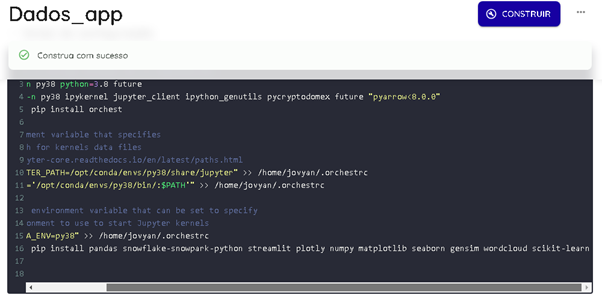 Dados_app
CONSTRUIR
Construa com sucesso
3 n py38 python=3.8 future
4 -n py38 ipykernel jupyter_client ipython_genutils pycryptodomex future "pyarrow<8.0.0"
5 pip install orchest
6
7 ment variable that specifies
8 h for kernels data files
9 yter-core.readthedocs.io/en/latest/paths.html
10 TER_PATH=/opt/conda/envs/py38/share/jupyter" >> /home/jovyan/.orchestrc
11 ='/opt/conda/envs/py38/bin/:$PATH'" >> /home/jovyan/.orchestrc
12
13 environment variable that can be set to specify
14 onment to use to start Jupyter kernels
15 A_ENV=py38" >> /home/jovyan/.orchestrc
16 pip install pandas snowflake-snowpark-python streamlit plotly numpy matplotlib seaborn gensim wordcloud scikit-learn
17
18